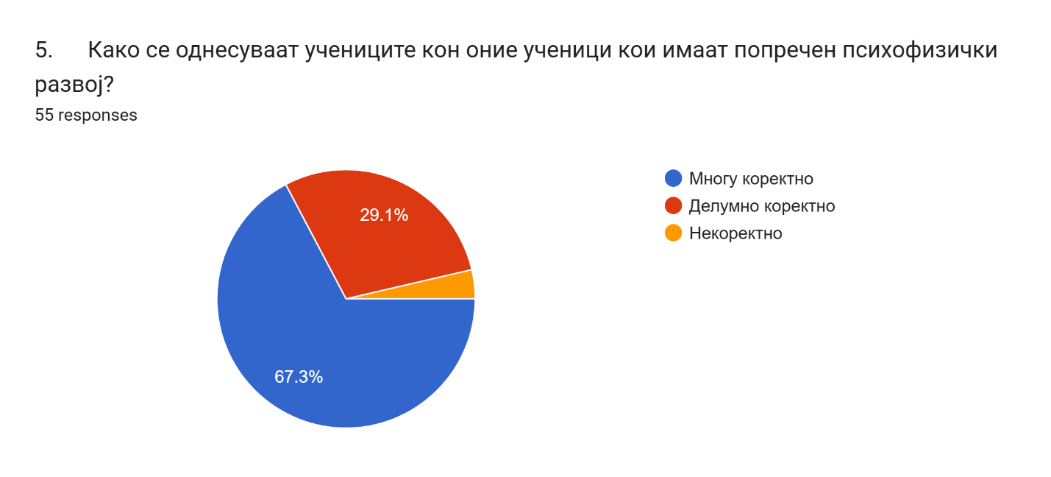 5. Како се однесуваат учениците кон оние ученици кои имаат попречен психофизички
развој?
55 responses
Многу коректно
Делумно коректно
Некоректно
29.1%
67.3%